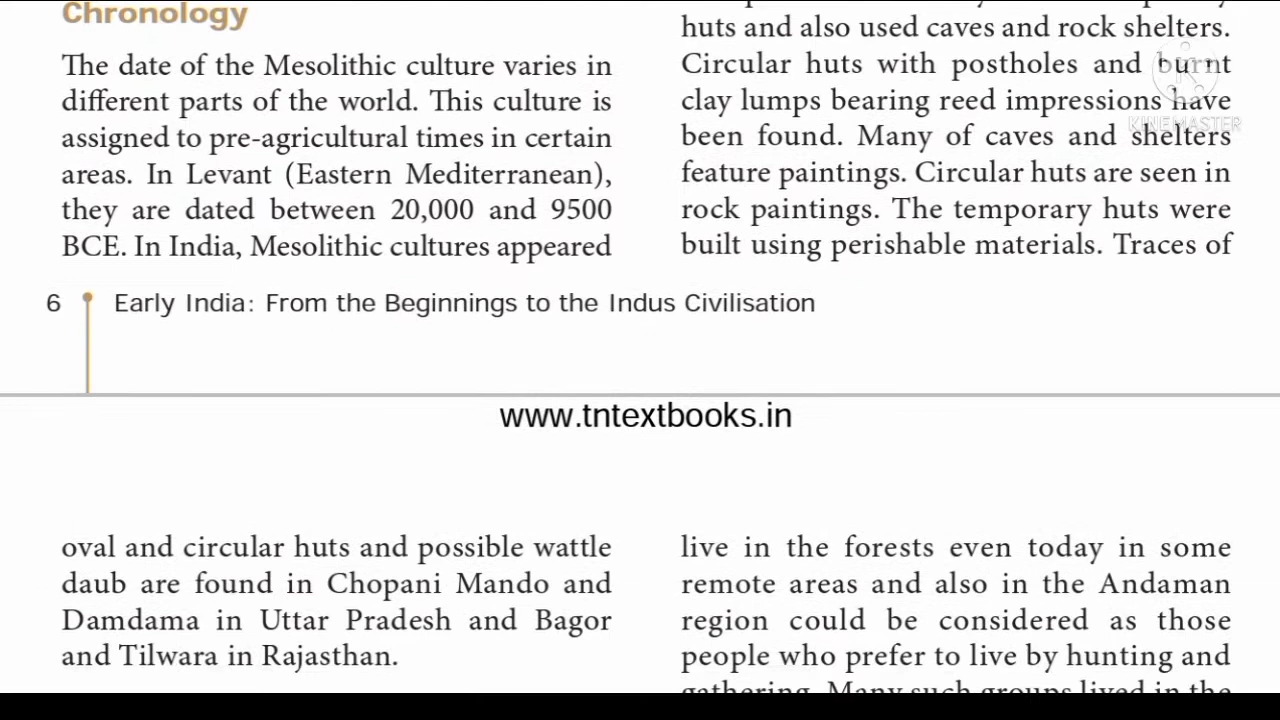 Chronology
The date of the Mesolithic culture varies in
different parts of the world. This culture is
assigned to pre-agricultural times in certain
areas. In Levant (Eastern Mediterranean),
they are dated between 20,000 and 9500
BCE. In India, Mesolithic cultures appeared
huts and also used caves and rock shelters.
Circular huts with postholes and burnt
clay lumps bearing reed impressions have
been found. Many of caves and shelters
feature paintings. Circular huts are seen in
rock paintings. The temporary huts were
built using perishable materials. Traces of
KINEMASTER
6 Early India: From the Beginnings to the Indus Civilisation
www.tntextbooks.in
oval and circular huts and possible wattle
daub are found in Chopani Mando and
Damdama in Uttar Pradesh and Bagor
and Tilwara in Rajasthan.
live in the forests even today in some
remote areas and also in the Andaman
region could be considered as those
people who prefer to live by hunting and
gathering. Many such groups lived in the